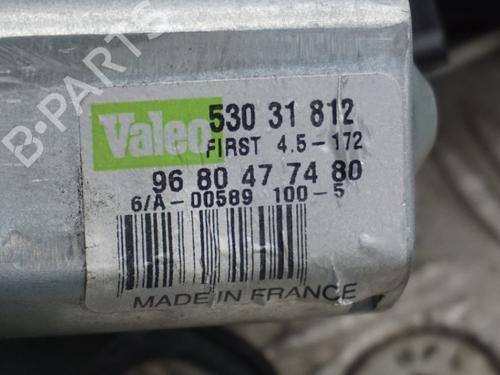 B-PARTS
Valeo 530 31 812
FIRST 4.5-172
96 80 47 74 80
6/A-00589 100-5
MADE IN FRANCE